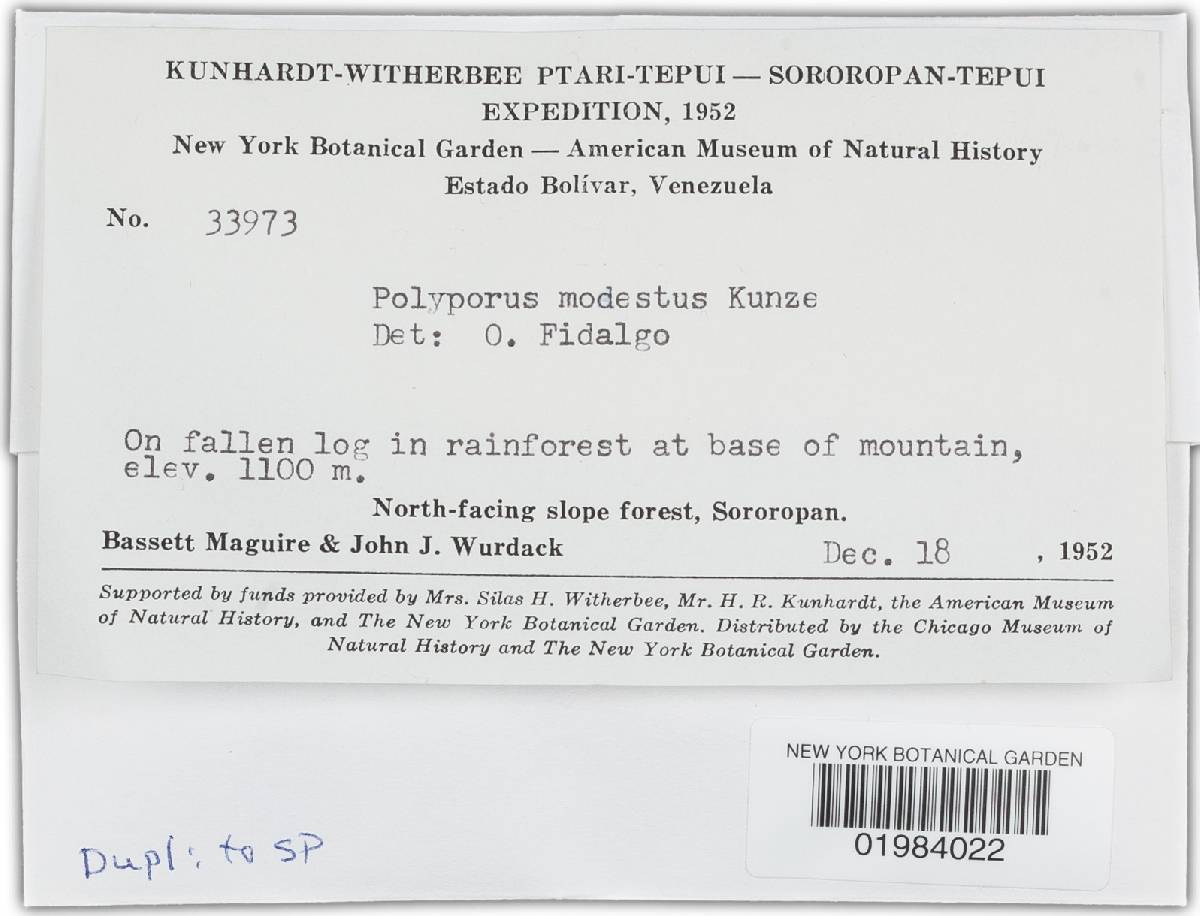 KUNHARDT-WITHERBEE PTARI-TEPUI — SOROROPAN-TEPUI
EXPEDITION, 1952
New York Botanical Garden — American Museum of Natural History
Estado Bolívar, Venezuela
No. 33973
Polyporus modestus Kunze
Det: O. Fidalgo
On fallen log in rainforest at base of mountain,
elev. 1100 m.
North-facing slope forest, Sororopan.
Bassett Maguire & John J. Wurdack Dec. 18 , 1952
Supported by funds provided by Mrs. Silas H. Witherbee, Mr. H. R. Kunhardt, the American Museum
of Natural History, and The New York Botanical Garden. Distributed by the Chicago Museum of
Natural History and The New York Botanical Garden.
NEW YORK BOTANICAL GARDEN
01984022
Dupl: to SP